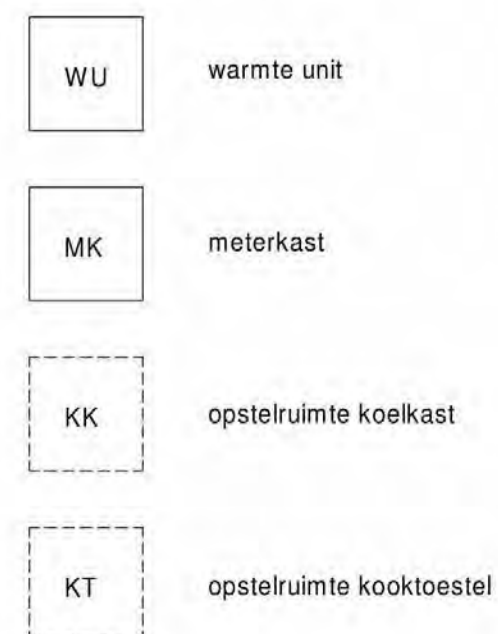 WU warmte unit
MK meterkast
KK opstelruimte koelkast
KT opstelruimte kooktoestel